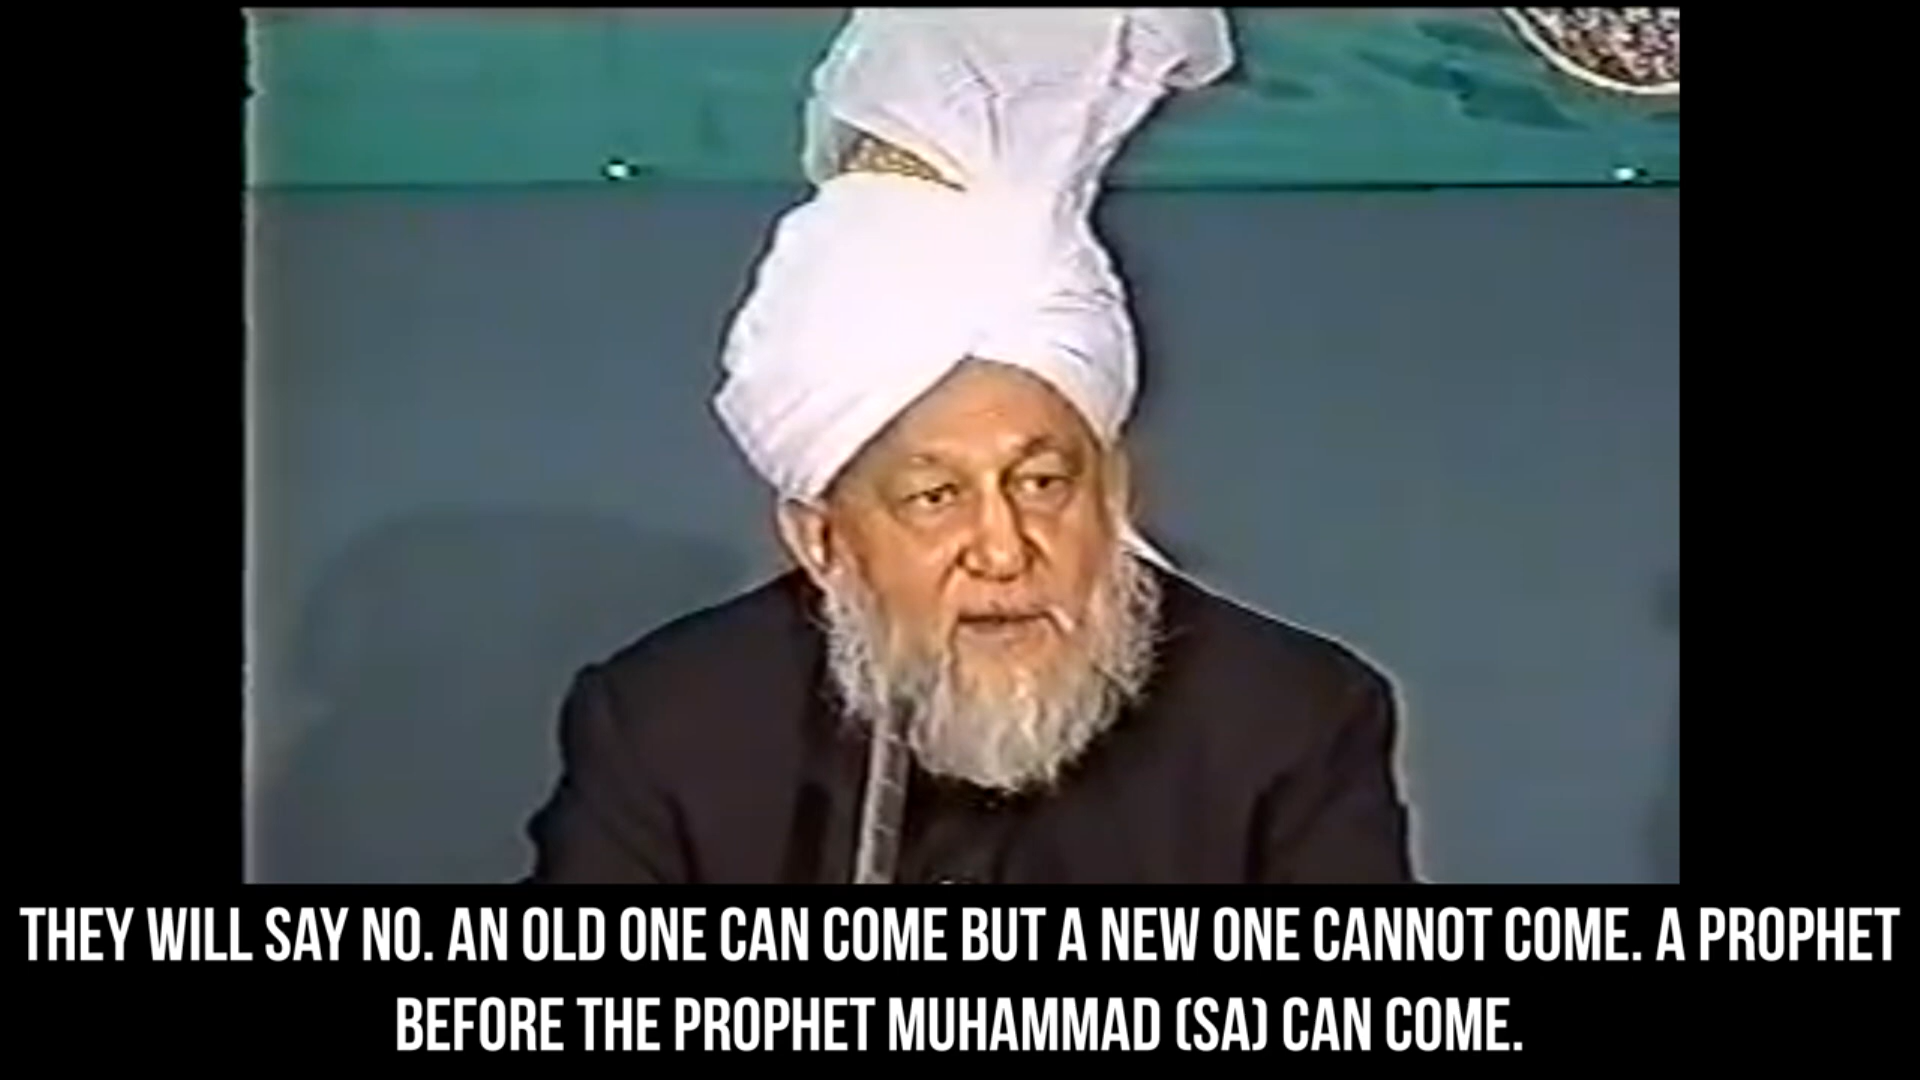 THEY WILL SAY NO. AN OLD ONE CAN COME BUT A NEW ONE CANNOT COME. A PROPHET
BEFORE THE PROPHET MUHAMMAD (SA) CAN COME.